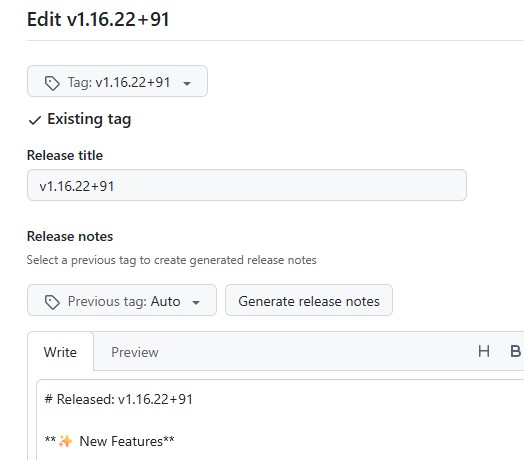 Edit v1.16.22+91
Tag: v1.16.22+91
Existing tag
Release title
v1.16.22+91
Release notes
Select a previous tag to create generated release notes
Previous tag: Auto
Generate release notes
Write Preview H B
# Released: v1.16.22+91
**✨ New Features**